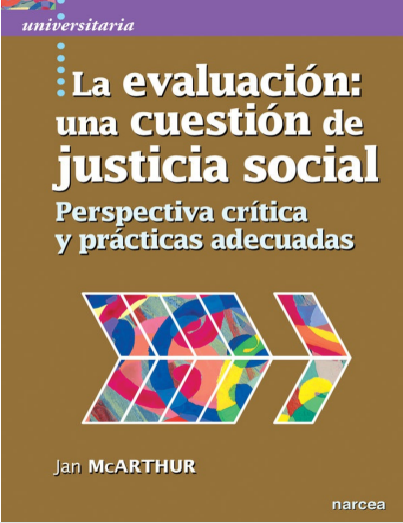 universitaria
La evaluación:
una cuestión de
justicia social
Perspectiva crítica
y prácticas adecuadas
Jan McARTHUR
narcea